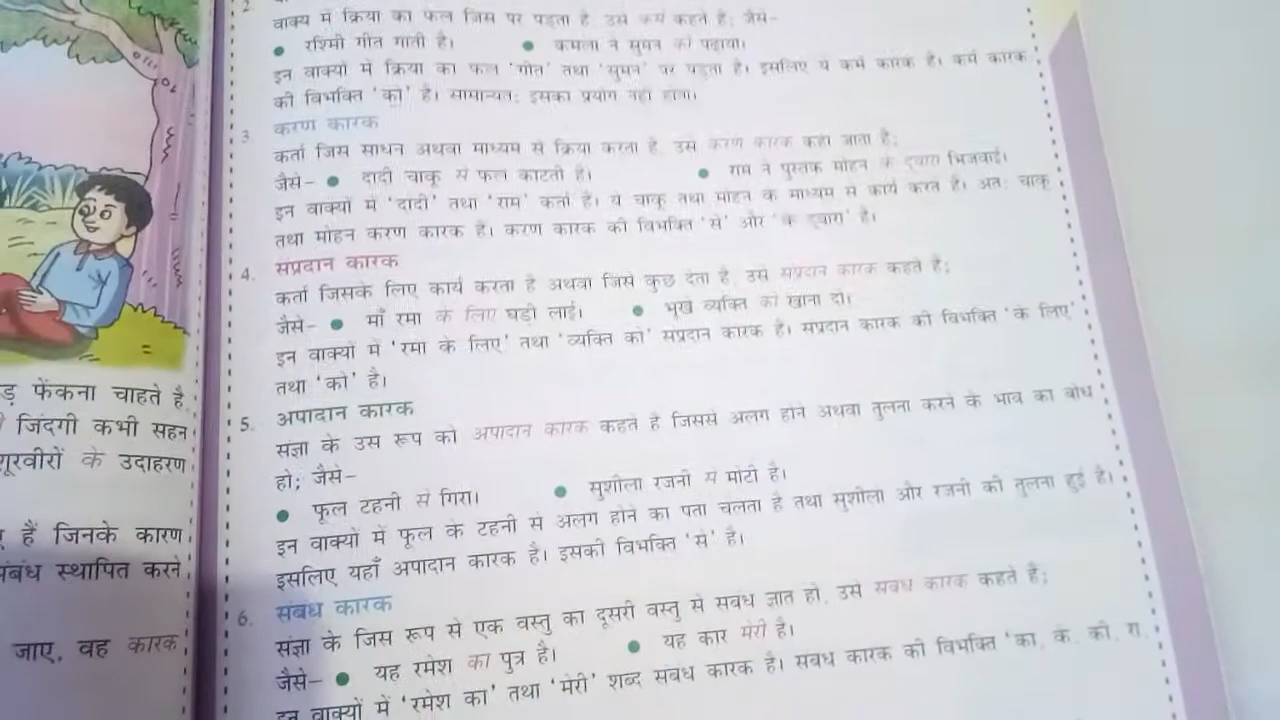 ड़ फेंकना चाहते है,
जिंदगी कभी सहन
शूरवीरों के उदाहरण
हैं जिनके कारण
संबंध स्थापित करने
जाए, वह कारक
2.
वाक्य में क्रिया का फल जिस पर पड़ता है, उसे कर्म कहते हैं; जैसे–
● रश्मि गीत गाती है। ● कमला ने सुमन को पढ़ाया।
इन वाक्यों में क्रिया का फल 'गीत' तथा 'सुमन' पर पड़ता है। इसलिए ये कर्म कारक हैं। कर्म कारक
की विभक्ति 'को' है। सामान्यत: इसका प्रयोग नहीं होता।
3. करण कारक
कर्ता जिस साधन अथवा माध्यम से क्रिया करता है, उसे करण कारक कहा जाता है;
जैसे– ● दादी चाकू से फल काटती है। ● राम ने पुस्तक मोहन के द्वारा भिजवाई।
इन वाक्यों में 'दादी' तथा 'राम' कर्ता हैं। ये चाकू तथा मोहन के माध्यम से कार्य करते हैं। अत: चाकू
तथा मोहन करण कारक हैं। करण कारक की विभक्ति 'से' और 'के द्वारा' है।
4. संप्रदान कारक
कर्ता जिसके लिए कार्य करता है अथवा जिसे कुछ देता है, उसे संप्रदान कारक कहते हैं;
जैसे– ● माँ रमा के लिए घड़ी लाई। ● भूखे व्यक्ति को खाना दो।
इन वाक्यों में 'रमा के लिए' तथा 'व्यक्ति को' संप्रदान कारक हैं। संप्रदान कारक की विभक्ति 'के लिए'
तथा 'को' है।
5. अपादान कारक
संज्ञा के उस रूप को अपादान कारक कहते हैं जिससे अलग होने अथवा तुलना करने के भाव का बोध
हो; जैसे–
● फूल टहनी से गिरा। ● सुशीला रजनी से मोटी है।
इन वाक्यों में फूल के टहनी से अलग होने का पता चलता है तथा सुशीला और रजनी की तुलना हुई है।
इसलिए यहाँ अपादान कारक है। इसकी विभक्ति 'से' है।
6. संबंध कारक
संज्ञा के जिस रूप से एक वस्तु का दूसरी वस्तु से संबंध ज्ञात हो, उसे संबंध कारक कहते हैं;
जैसे– ● यह रमेश का पुत्र है। ● यह कार मेरी है।
इन वाक्यों में 'रमेश का' तथा 'मेरी' शब्द संबंध कारक हैं। संबंध कारक की विभक्ति 'का, के, की, रा,